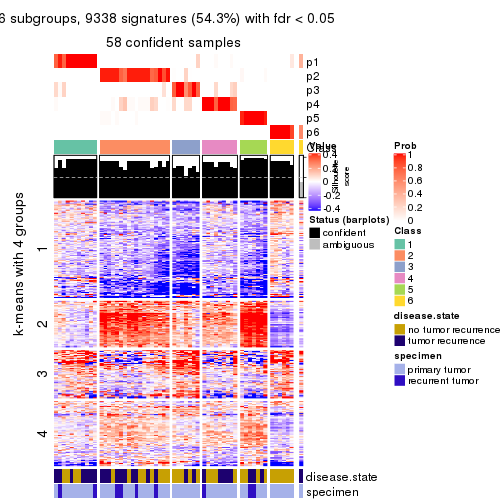 6 subgroups, 9338 signatures (54.3%) with fdr < 0.05
58 confident samples
p1
p2
p3
p4
p5
p6
Class
Silhouette
score
k-means with 4 groups
1
2
3
4
disease.state
specimen
Value
0.4
0.2
0
-0.2
-0.4
Status (barplots)
confident
ambiguous
Prob
1
0.8
0.6
0.4
0.2
0
Class
1
2
3
4
5
6
disease.state
no tumor recurrence
tumor recurrence
specimen
primary tumor
recurrent tumor